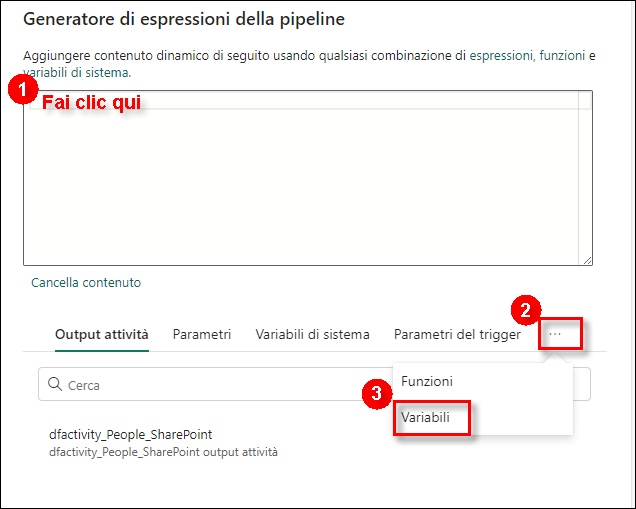 Generatore di espressioni della pipeline
Aggiungere contenuto dinamico di seguito usando qualsiasi combinazione di espressioni, funzioni e
variabili di sistema.
1
Fai clic qui
Cancella contenuto
2
Output attività Parametri Variabili di sistema Parametri del trigger ...
Cerca
Funzioni
3
Variabili
dfactivity_People_SharePoint
dfactivity_People_SharePoint output attività